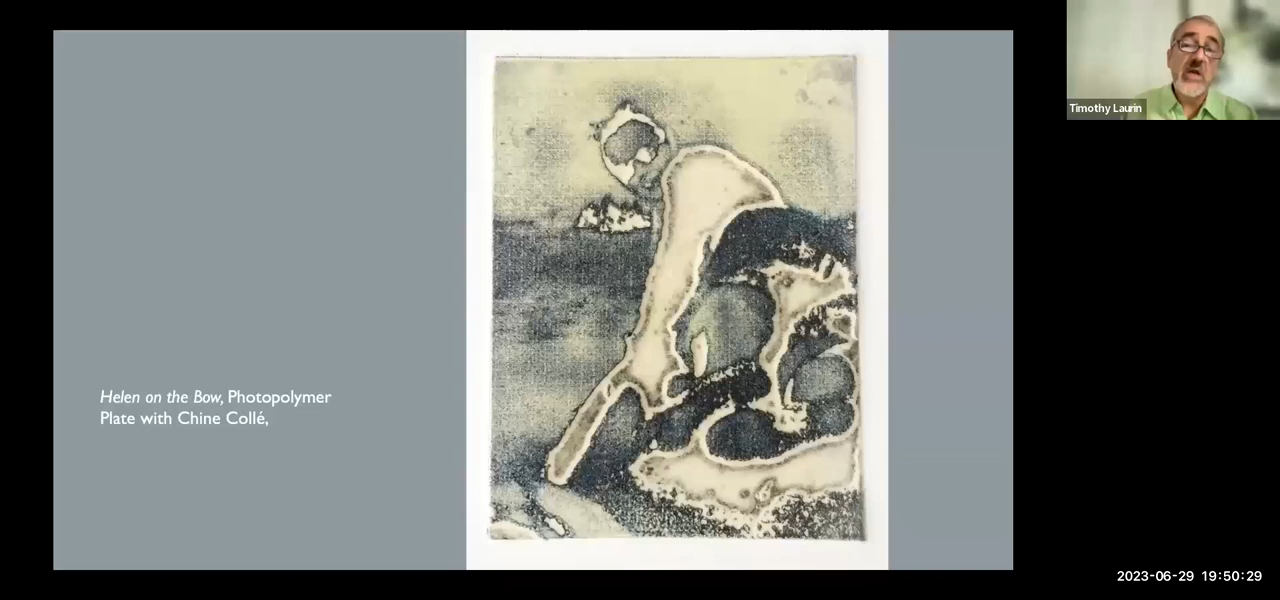 Timothy Laurin
Helen on the Bow, Photopolymer
Plate with Chine Collé,
2023-06-29 19:50:29